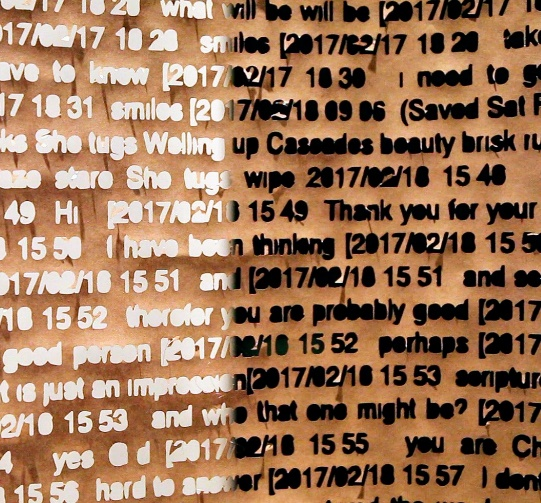 17 18 28 what will be will be [2017/02/17 18
017/02/17 18 28 smiles [2017/02/17 18 28 take
ave to know [2017/02/17 18 30 i need to g
17 18 31 smiles [2017/02/18 09 06 (Saved Sat F
ks She tugs Welling up Cascades beauty brisk ru
aze stare She tugs wipe 2017/02/18 15 48
49 Hi [2017/02/18 15 49 Thank you for your
8 15 50 I have been thinking [2017/02/18 15 50
017/02/18 15 51 and [2017/02/18 15 51 and so
/18 15 52 therefor you are probably good [2017
good person [2017/02/18 15 52 perhaps [2017
t is just an impression[2017/02/18 15 53 scripture
2/18 15 53 and who that one might be? [2017
4 yes G d [2017/02/18 15 55 you are Ch
15 56 hard to answer [2017/02/18 15 57 I dont